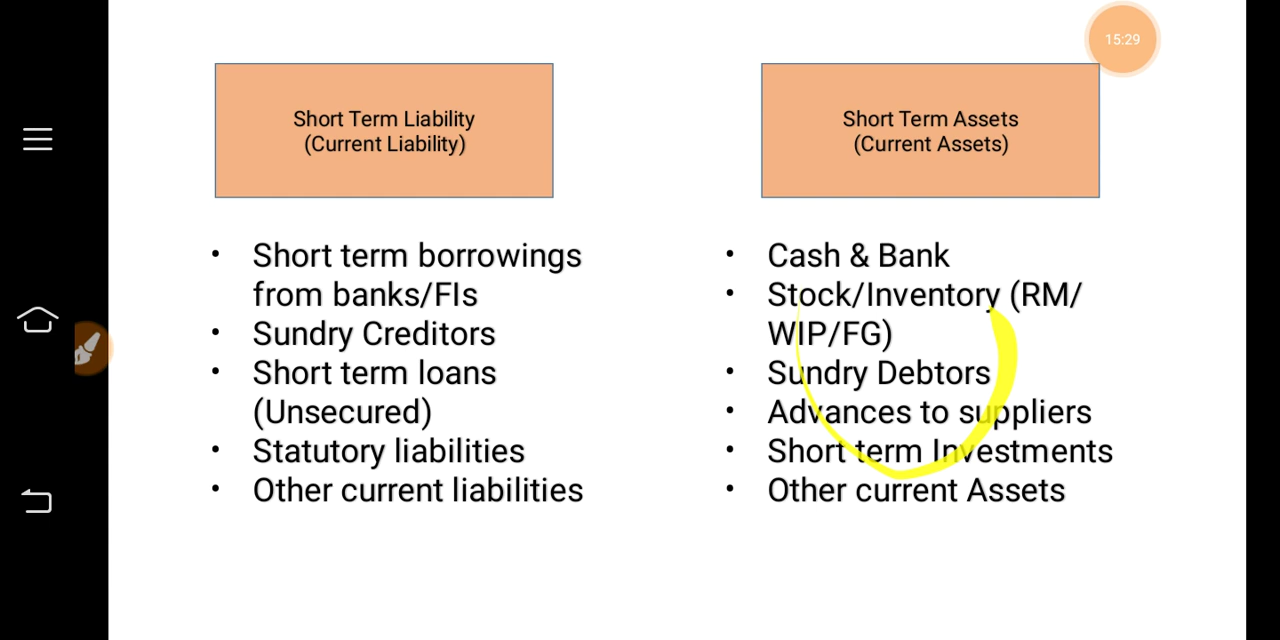 15:29
Short Term Liability
(Current Liability)
Short Term Assets
(Current Assets)
• Short term borrowings
from banks/FIs
• Sundry Creditors
• Short term loans
(Unsecured)
• Statutory liabilities
• Other current liabilities
• Cash & Bank
• Stock/Inventory (RM/
WIP/FG)
• Sundry Debtors
• Advances to suppliers
• Short term Investments
• Other current Assets